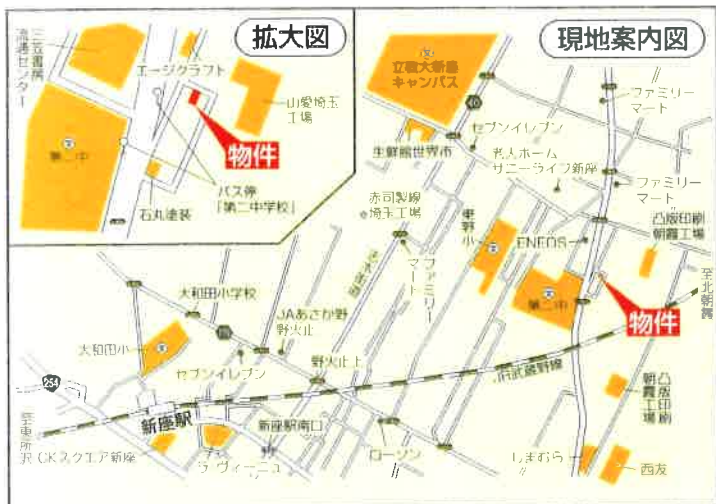 拡大図
三笠書房
流通センター
エージクラフト
山愛埼玉
工場
物件
第二中
バス停
「第二中学校」
石丸塗装
現地案内図
立教大新座
キャンパス
ファミリー
マート
セブンイレブン
生鮮館世界市
老人ホーム
サニーライフ新座
赤司製線
埼玉工場
ファミリー
マート
凸版印刷
朝霞工場
東野小
ENEOS
至北朝霞
ファミリー
マート
大和田小学校
第二中
物件
JAあさか野
野火止
大和田小
セブンイレブン
野火止上
JR武蔵野線
254
凸版印刷
朝霞工場
新座駅
新座駅南口
至東所沢
CKスクエア新座
ラ・ヴィーニュ
ローソン
しまむら
西友